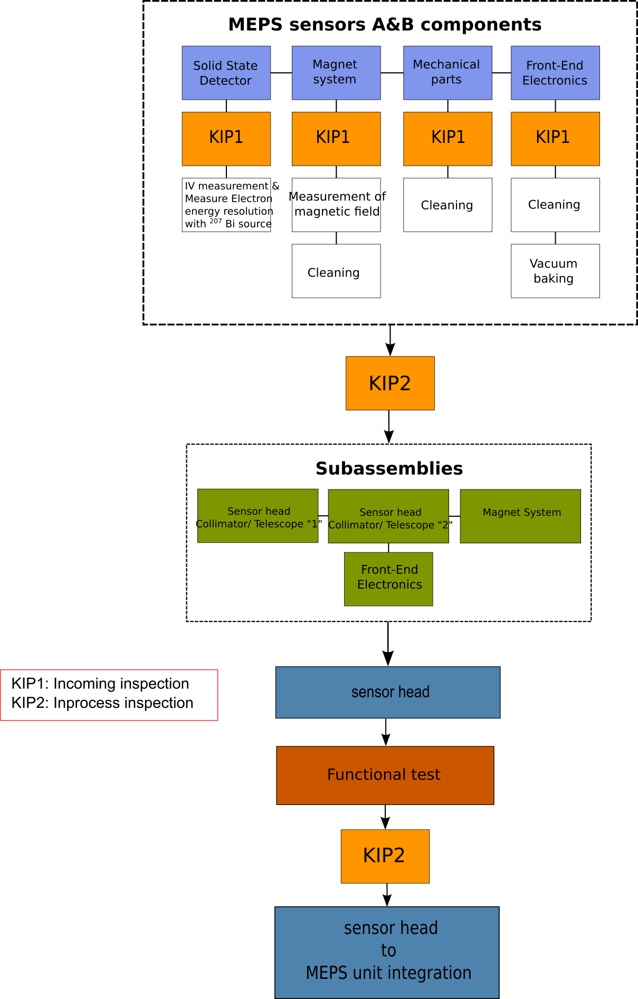 MEPS sensors A&B components
Solid State
Detector
Magnet
system
Mechanical
parts
Front-End
Electronics
KIP1
KIP1
KIP1
KIP1
IV measurement &
Measure Electron
energy resolution
with 207 Bi source
Measurement of
magnetic field
Cleaning
Cleaning
Cleaning
Vacuum
baking
KIP2
Subassemblies
Sensor head
Collimator/ Telescope "1"
Sensor head
Collimator/ Telescope "2"
Magnet System
Front-End
Electronics
KIP1: Incoming inspection
KIP2: Inprocess inspection
sensor head
Functional test
KIP2
sensor head
to
MEPS unit integration